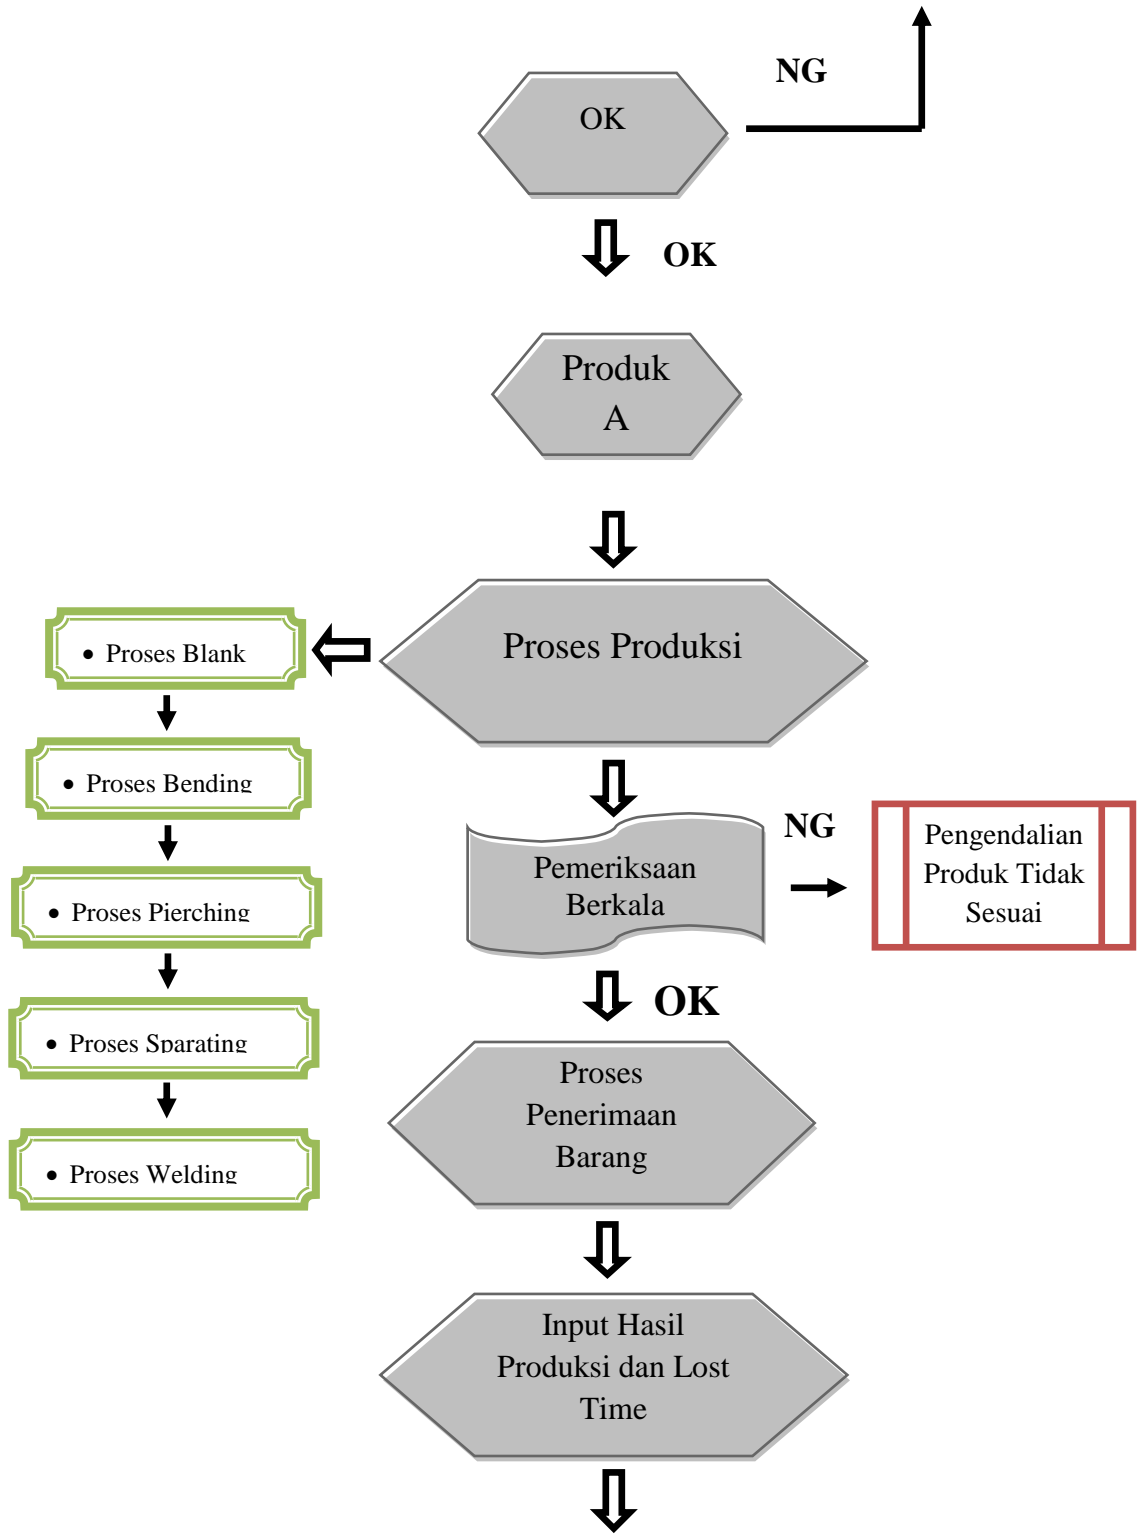 NG
OK
OK
Produk
A
Proses Produksi
• Proses Blank
• Proses Bending
• Proses Pierching
• Proses Sparating
• Proses Welding
NG
Pemeriksaan
Berkala
Pengendalian
Produk Tidak
Sesuai
OK
Proses
Penerimaan
Barang
Input Hasil
Produksi dan Lost
Time